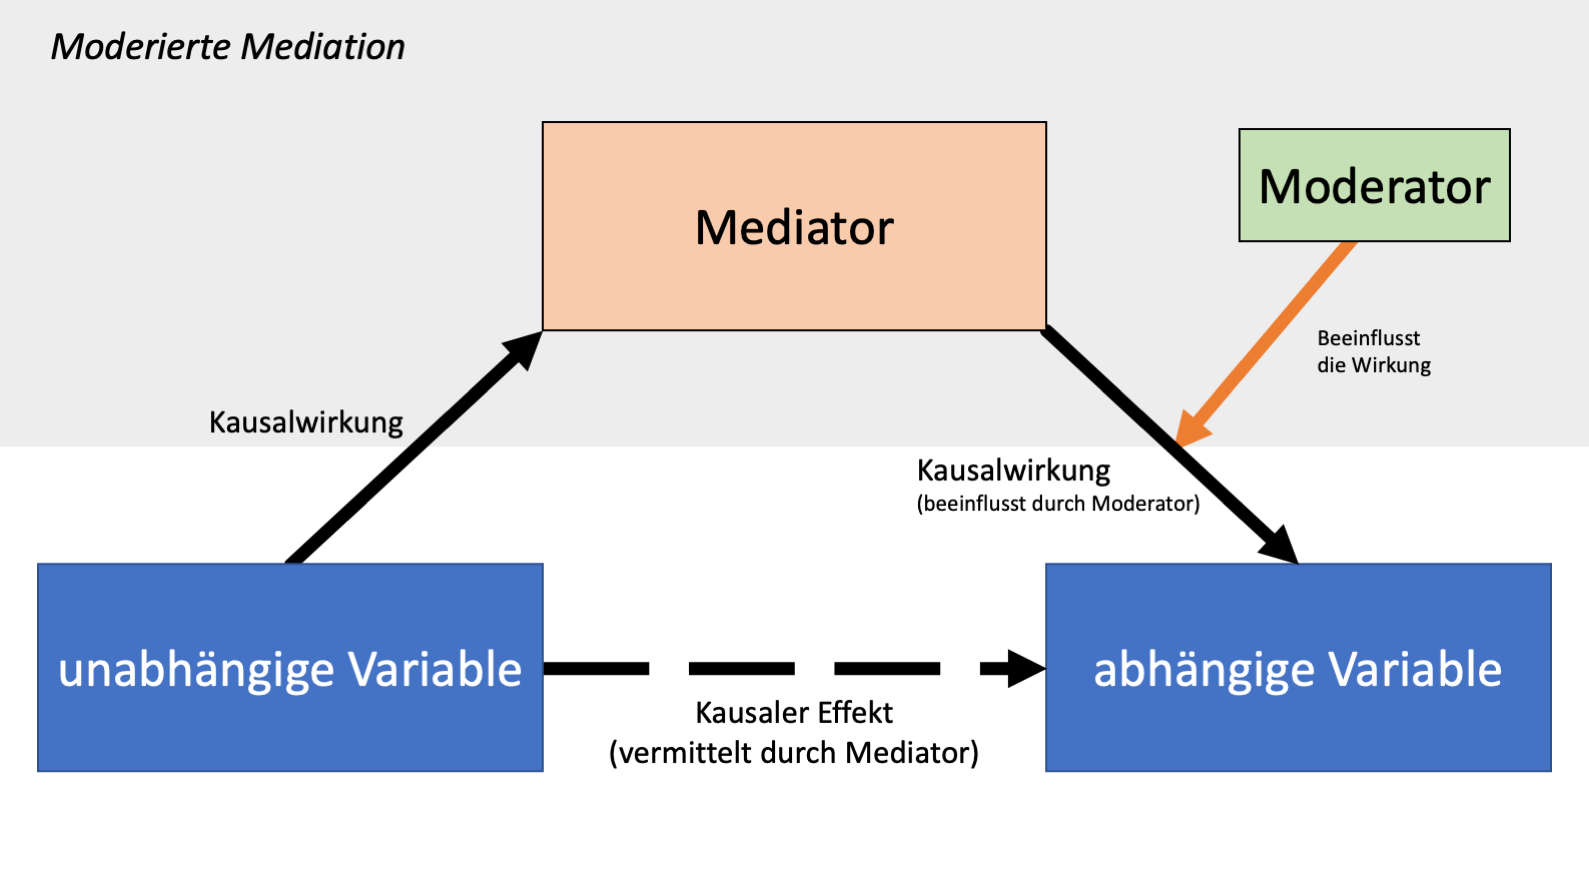 Moderierte Mediation
Mediator
Moderator
Beeinflusst
die Wirkung
Kausalwirkung
Kausalwirkung
(beeinflusst durch Moderator)
unabhängige Variable
abhängige Variable
Kausaler Effekt
(vermittelt durch Mediator)